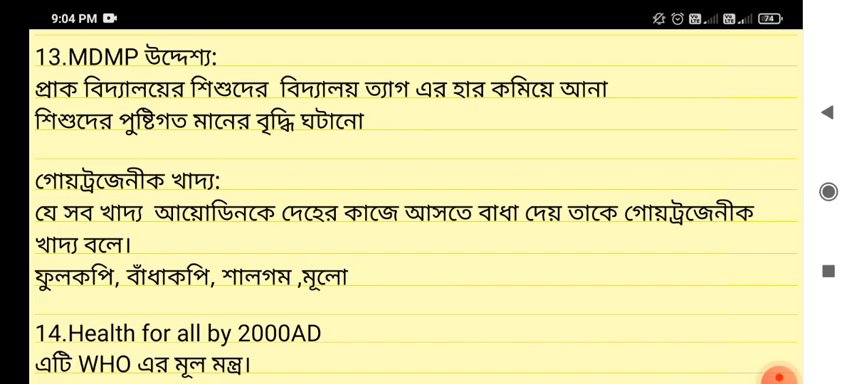 9:04 PM
74
13.MDMP উদ্দেশ্য:
প্রাক বিদ্যালয়ের শিশুদের বিদ্যালয় ত্যাগ এর হার কমিয়ে আনা
শিশুদের পুষ্টিগত মানের বৃদ্ধি ঘটানো
গোয়ট্রজেনীক খাদ্য:
যে সব খাদ্য আয়োডিনকে দেহের কাজে আসতে বাধা দেয় তাকে গোয়ট্রজেনীক
খাদ্য বলে।
ফুলকপি, বাঁধাকপি, শালগম ,মূলো
14.Health for all by 2000AD
এটি WHO এর মূল মন্ত্র।